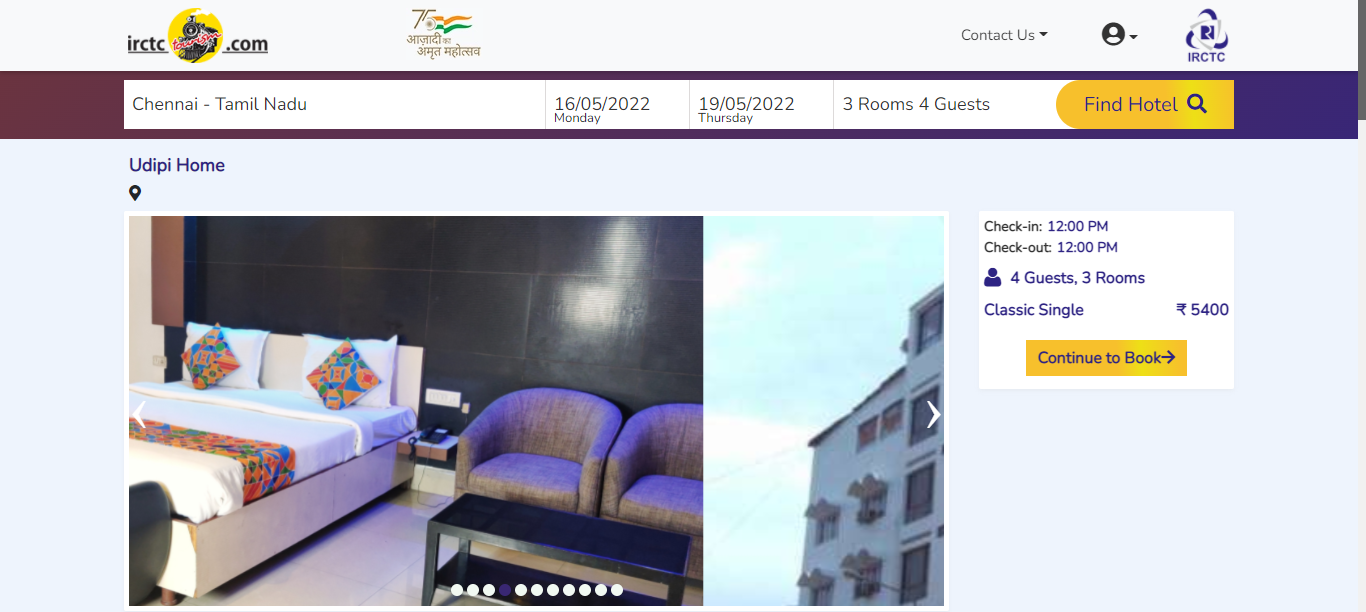 irctc tourism .com
75
आज़ादी का
अमृत महोत्सव
Contact Us
IRCTC
Chennai - Tamil Nadu
16/05/2022
Monday
19/05/2022
Thursday
3 Rooms 4 Guests
Find Hotel
Udipi Home
Check-in: 12:00 PM
Check-out: 12:00 PM
4 Guests, 3 Rooms
Classic Single ₹ 5400
Continue to Book